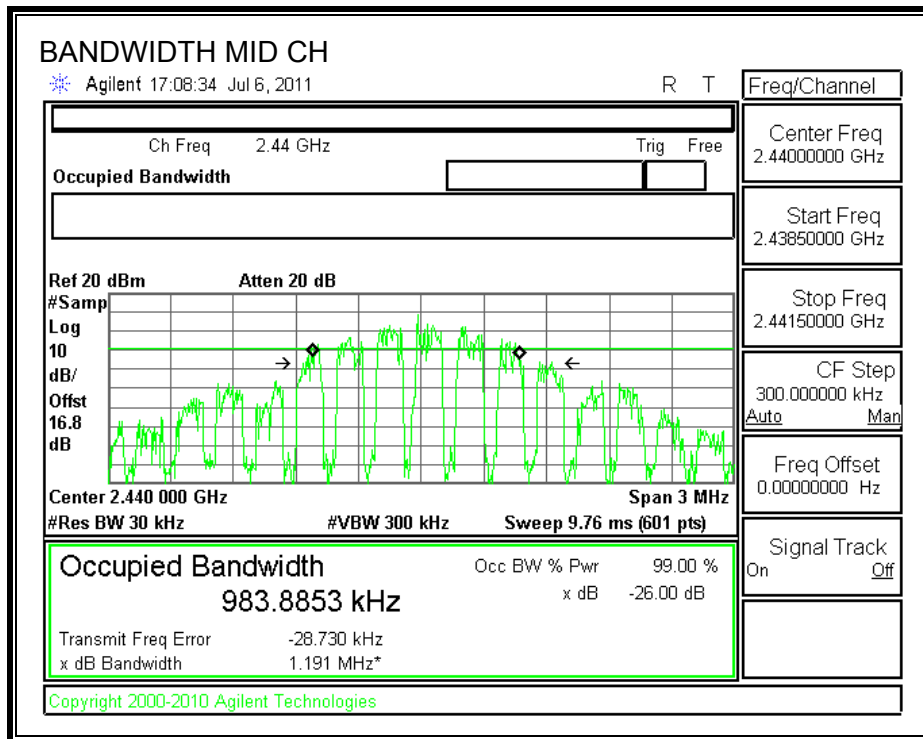 BANDWIDTH MID CH
Agilent 17:08:34 Jul 6, 2011 R T
Freq/Channel
Ch Freq 2.44 GHz Trig Free
Occupied Bandwidth
Center Freq
2.44000000 GHz
Start Freq
2.43850000 GHz
Stop Freq
2.44150000 GHz
CF Step
300.000000 kHz
Auto Man
Freq Offset
0.00000000 Hz
Signal Track
On Off
Ref 20 dBm Atten 20 dB
#Samp
Log
10
dB/
Offst
16.8
dB
Center 2.440 000 GHz Span 3 MHz
#Res BW 30 kHz #VBW 300 kHz Sweep 9.76 ms (601 pts)
Occupied Bandwidth Occ BW % Pwr 99.00 %
983.8853 kHz x dB -26.00 dB
Transmit Freq Error -28.730 kHz
x dB Bandwidth 1.191 MHz*
Copyright 2000-2010 Agilent Technologies